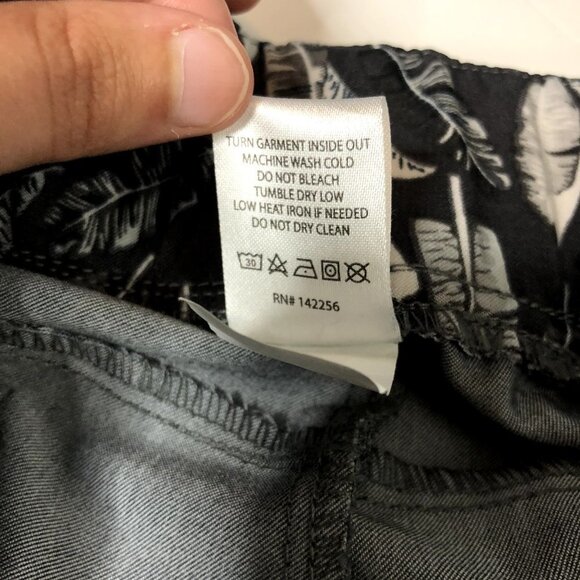 TURN GARMENT INSIDE OUT
MACHINE WASH COLD
DO NOT BLEACH
TUMBLE DRY LOW
LOW HEAT IRON IF NEEDED
DO NOT DRY CLEAN
30
RN# 142256